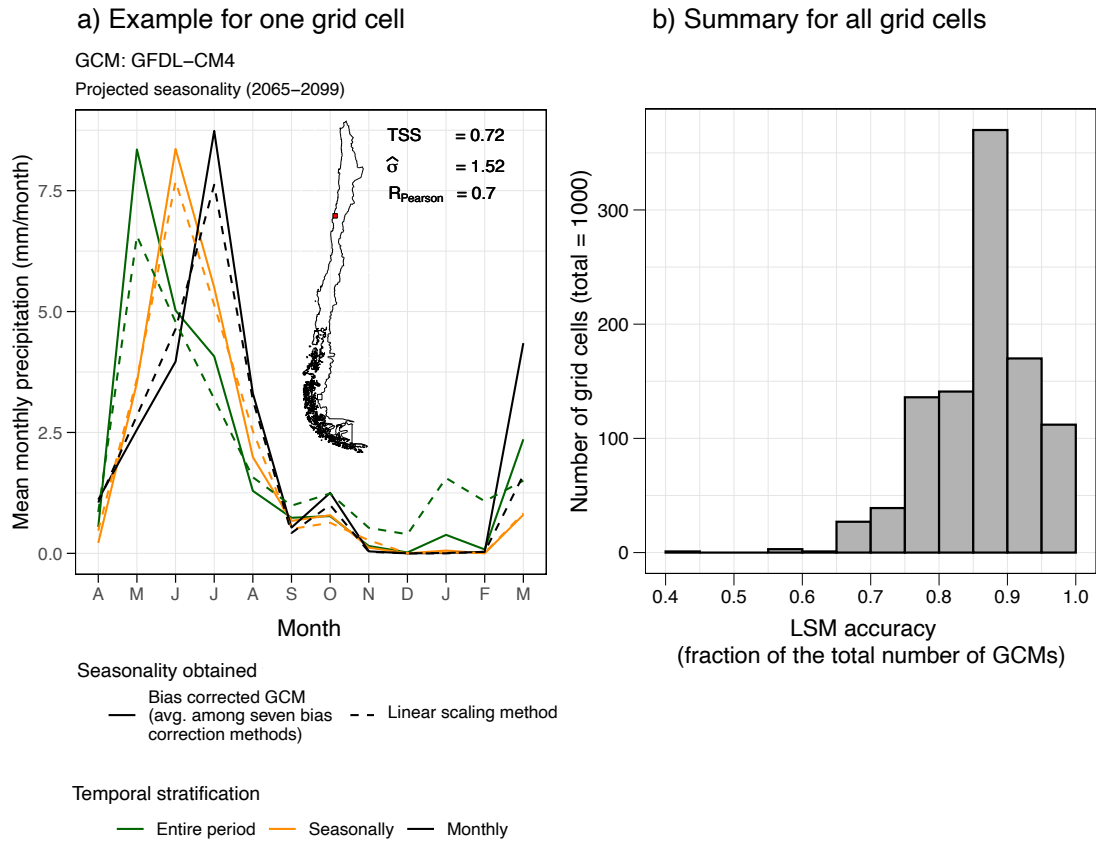 a) Example for one grid cell
GCM: GFDL−CM4
Projected seasonality (2065−2099)
TSS = 0.72
σ̂ = 1.52
RPearson = 0.7
Mean monthly precipitation (mm/month)
7.5
5.0
2.5
0.0
A M J J A S O N D J F M
Month
Seasonality obtained
Bias corrected GCM
(avg. among seven bias
correction methods)
Linear scaling method
Temporal stratification
Entire period Seasonally Monthly
b) Summary for all grid cells
Number of grid cells (total = 1000)
300
200
100
0
0.4 0.5 0.6 0.7 0.8 0.9 1.0
LSM accuracy
(fraction of the total number of GCMs)